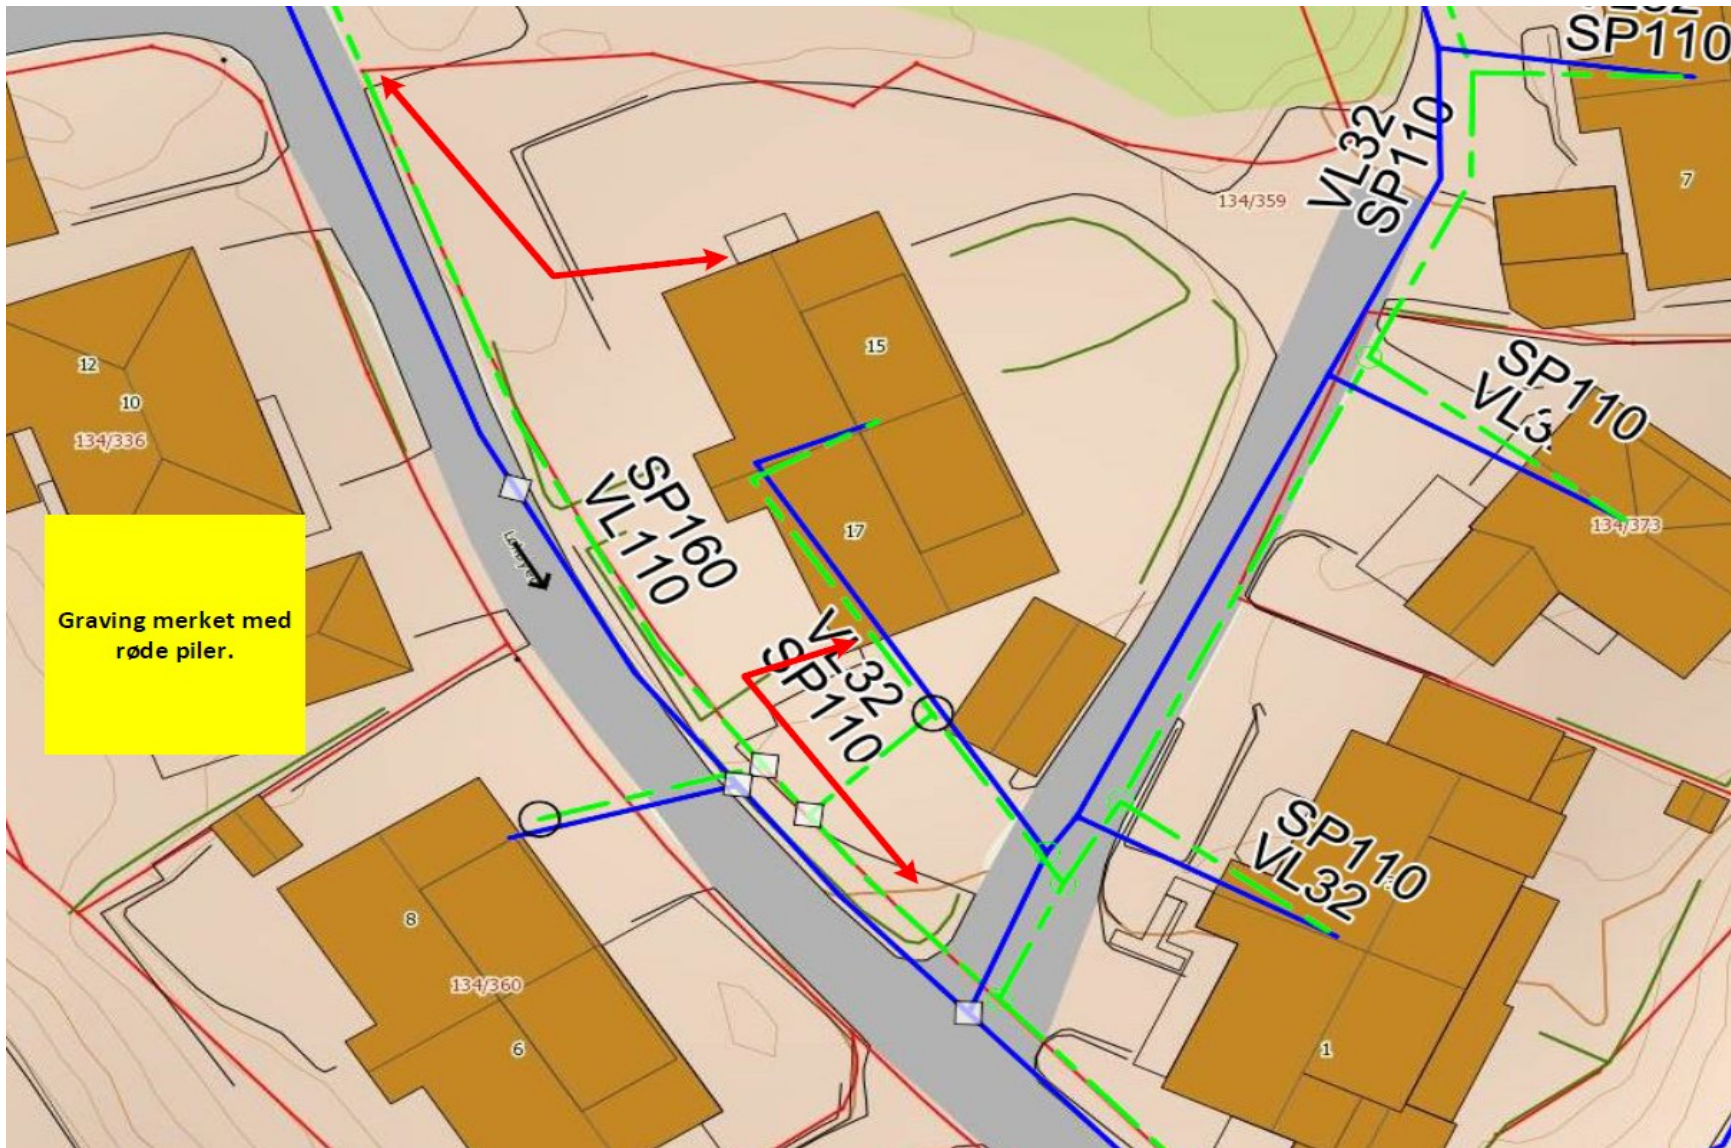 SP110
VL32
SP110
7
134/359
15
12
10
134/336
SP110
134/373
SP160
VL110
17
Graving merket med
røde piler.
VL32
SP110
SP110
VL32
8
134/360
6
1